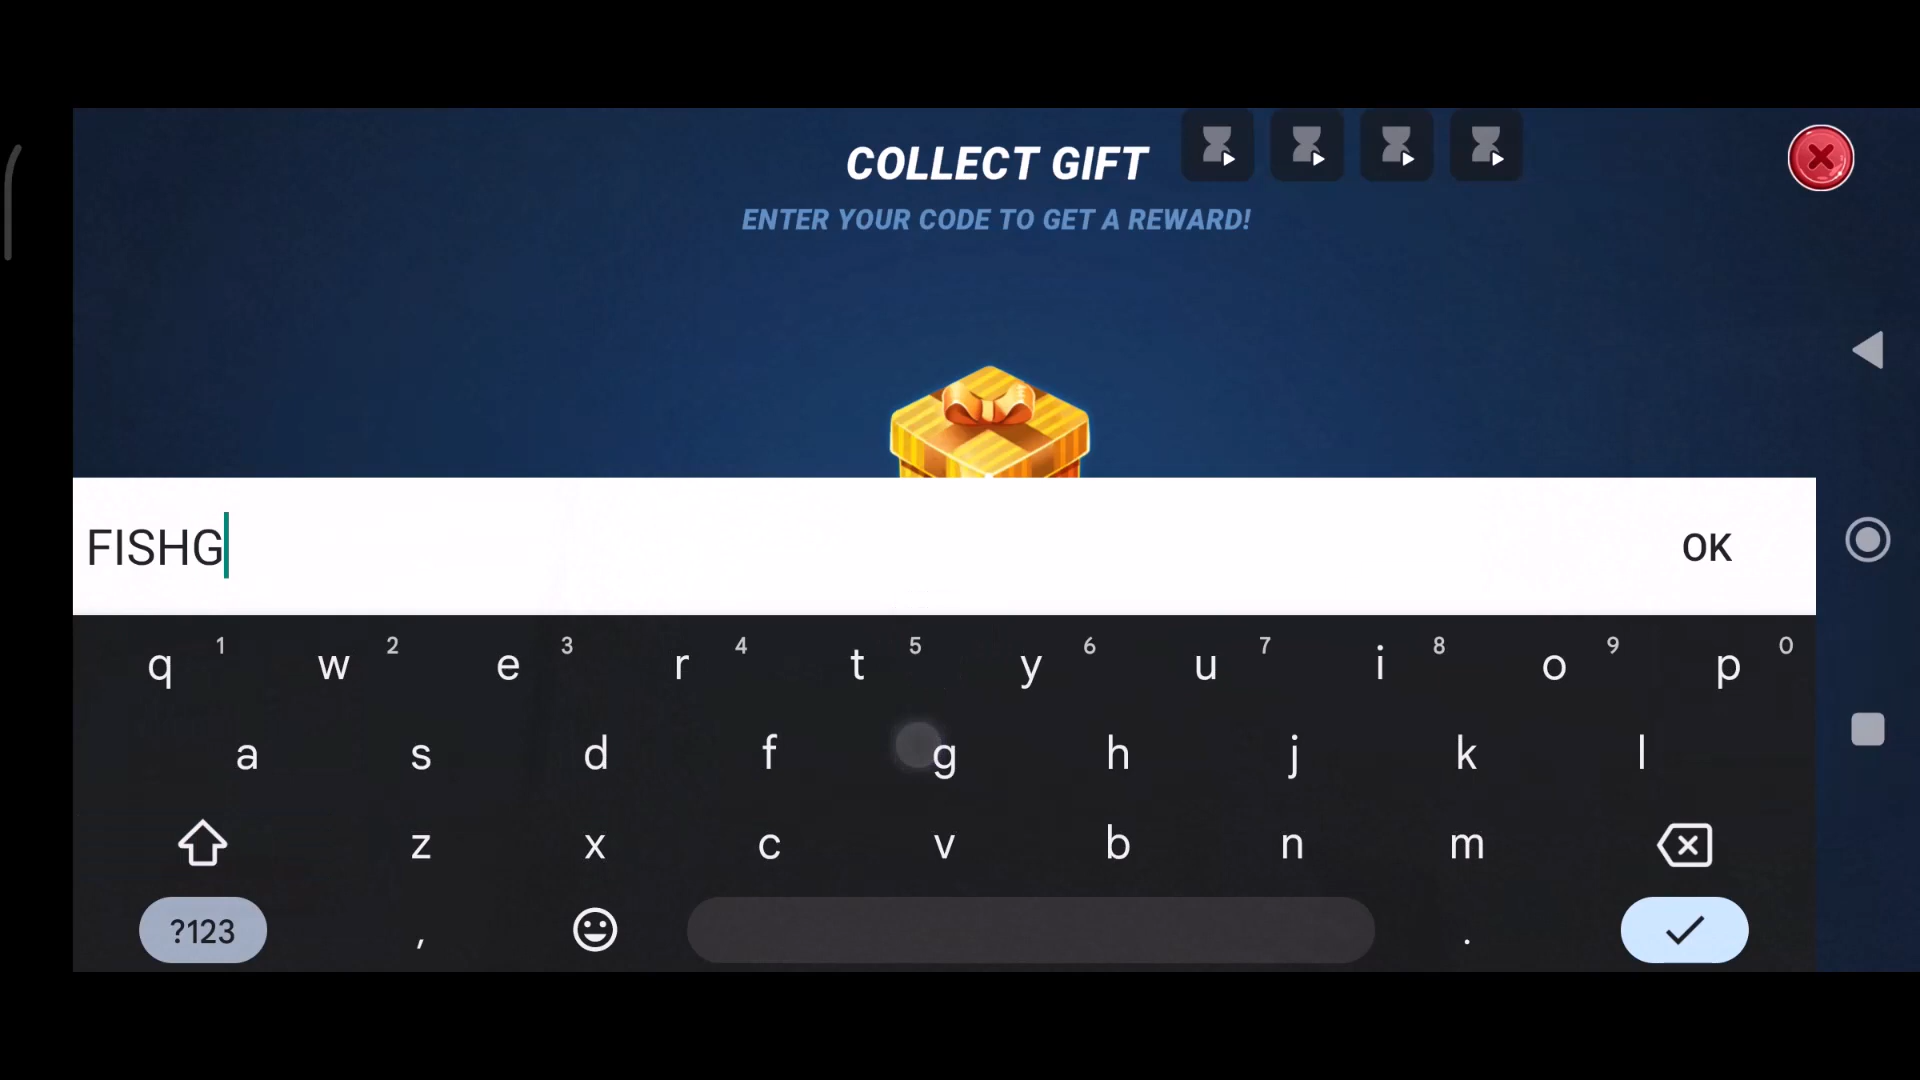 COLLECT GIFT
ENTER YOUR CODE TO GET A REWARD!
FISHG
OK
q 1 w 2 e 3 r 4 t 5 y 6 u 7 i 8 o 9 p 0
a s d f g h j k l
z x c v b n m
?123 , .